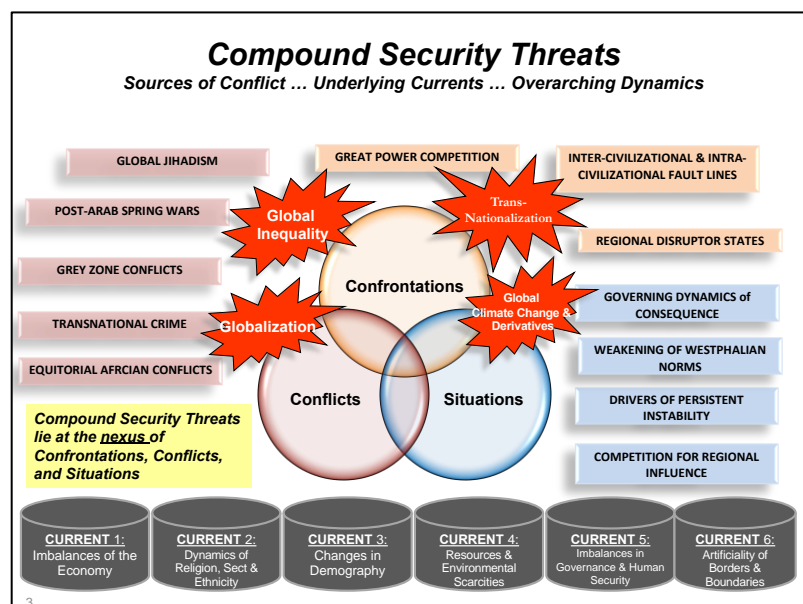 Compound Security Threats
Sources of Conflict … Underlying Currents … Overarching Dynamics
GLOBAL JIHADISM
GREAT POWER COMPETITION
INTER-CIVILIZATIONAL & INTRA-
CIVILIZATIONAL FAULT LINES
POST-ARAB SPRING WARS
Global
Inequality
Trans-
Nationalization
REGIONAL DISRUPTOR STATES
GREY ZONE CONFLICTS
Confrontations
Global
Climate Change &
Derivatives
GOVERNING DYNAMICS of
CONSEQUENCE
TRANSNATIONAL CRIME
Globalization
WEAKENING OF WESTPHALIAN
NORMS
EQUITORIAL AFRCIAN CONFLICTS
Conflicts
Situations
DRIVERS OF PERSISTENT
INSTABILITY
Compound Security Threats
lie at the nexus of
Confrontations, Conflicts,
and Situations
COMPETITION FOR REGIONAL
INFLUENCE
CURRENT 1:
Imbalances of the
Economy
CURRENT 2:
Dynamics of
Religion, Sect &
Ethnicity
CURRENT 3:
Changes in
Demography
CURRENT 4:
Resources &
Environmental
Scarcities
CURRENT 5:
Imbalances in
Governance & Human
Security
CURRENT 6:
Artificiality of
Borders &
Boundaries
3